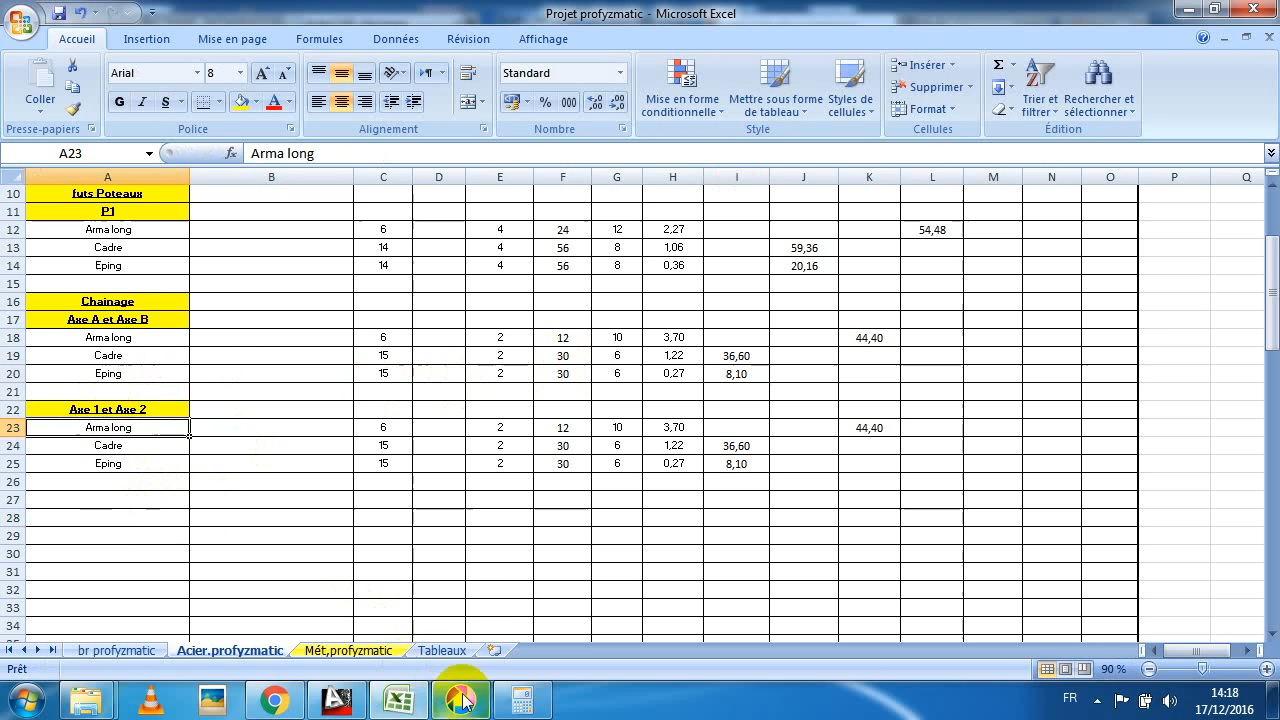 Projet profyzmatic - Microsoft Excel
Accueil Insertion Mise en page Formules Données Révision Affichage
Coller
Presse-papiers
Arial 8
G I S
Police
Alignement
Standard
% 000
Nombre
Mise en forme conditionnelle
Mettre sous forme de tableau
Styles de cellules
Style
Insérer
Supprimer
Format
Cellules
Σ
Trier et filtrer
Rechercher et sélectionner
Édition
A23 fx Arma long
A B C D E F G H I J K L M N O P Q
10 futs Poteaux
11 P1
12 Arma long 6 4 24 12 2,27 54,48
13 Cadre 14 4 56 8 1,06 59,36
14 Eping 14 4 56 8 0,36 20,16
15
16 Chainage
17 Axe A et Axe B
18 Arma long 6 2 12 10 3,70 44,40
19 Cadre 15 2 30 6 1,22 36,60
20 Eping 15 2 30 6 0,27 8,10
21
22 Axe 1 et Axe 2
23 Arma long 6 2 12 10 3,70 44,40
24 Cadre 15 2 30 6 1,22 36,60
25 Eping 15 2 30 6 0,27 8,10
26
27
28
29
30
31
32
33
34
br profyzmatic Acier.profyzmatic Mét,profyzmatic Tableaux
Prêt 90 %
FR 14:18
17/12/2016